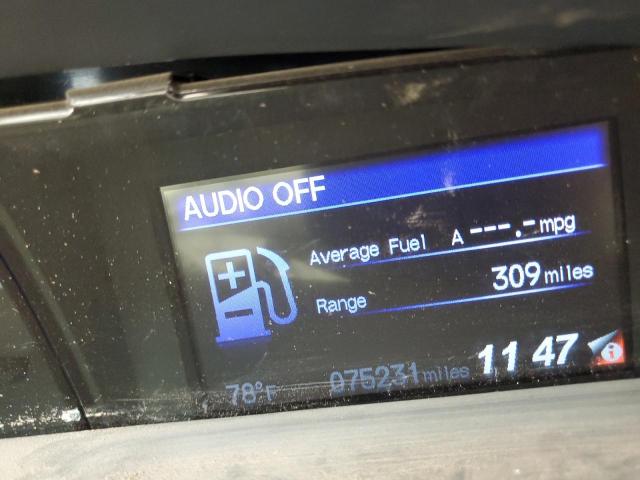 AUDIO OFF
Average Fuel A ---.- mpg
Range 309 miles
78°F 075231 miles 11 47